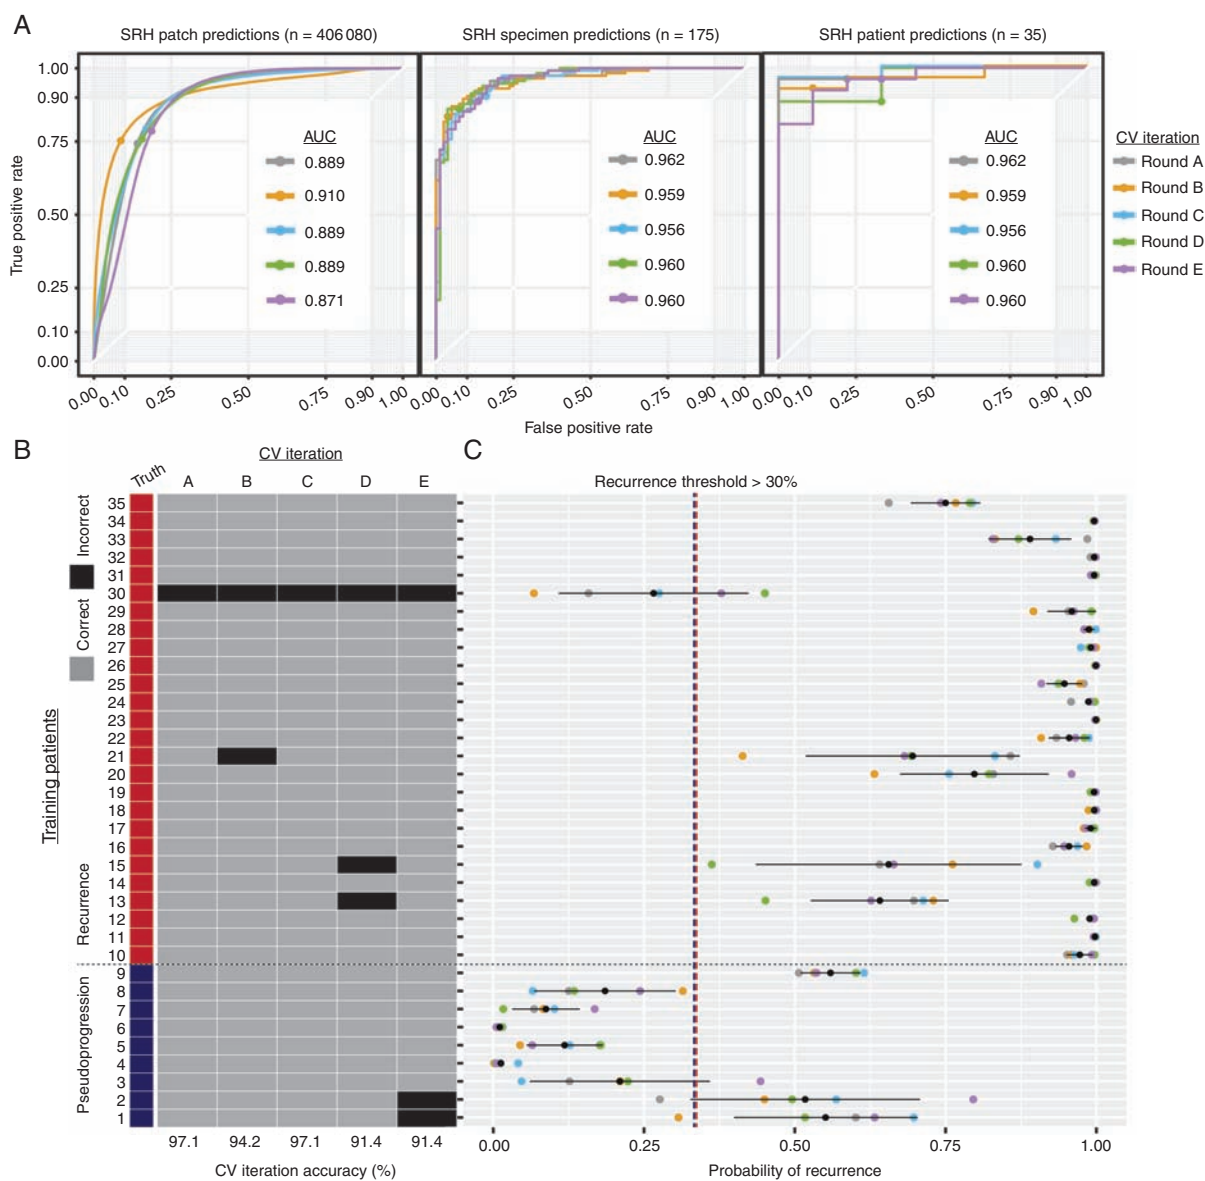 A
SRH patch predictions (n = 406 080)
SRH specimen predictions (n = 175)
SRH patient predictions (n = 35)
True positive rate
1.00
0.90
0.75
0.50
0.25
0.10
0.00
AUC
0.889
0.910
0.889
0.889
0.871
AUC
0.962
0.959
0.956
0.960
0.960
AUC
0.962
0.959
0.956
0.960
0.960
CV iteration
Round A
Round B
Round C
Round D
Round E
0.00 0.10 0.25 0.50 0.75 0.90 1.00
0.00 0.10 0.25 0.50 0.75 0.90 1.00
0.00 0.10 0.25 0.50 0.75 0.90 1.00
False positive rate
B
CV iteration
Truth A B C D E
Incorrect
Correct
Training patients
Recurrence
Pseudoprogression
35
34
33
32
31
30
29
28
27
26
25
24
23
22
21
20
19
18
17
16
15
14
13
12
11
10
9
8
7
6
5
4
3
2
1
97.1 94.2 97.1 91.4 91.4
CV iteration accuracy (%)
C
Recurrence threshold > 30%
0.00 0.25 0.50 0.75 1.00
Probability of recurrence